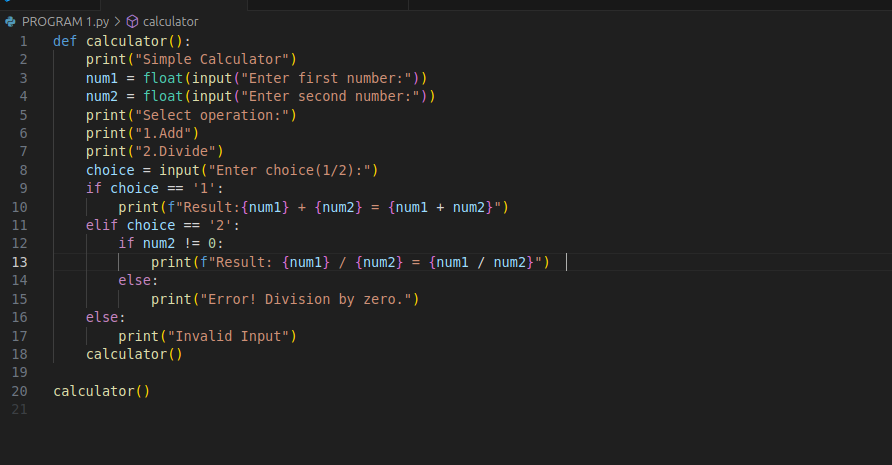 PROGRAM 1.py > calculator
1 def calculator():
2     print("Simple Calculator")
3     num1 = float(input("Enter first number:"))
4     num2 = float(input("Enter second number:"))
5     print("Select operation:")
6     print("1.Add")
7     print("2.Divide")
8     choice = input("Enter choice(1/2):")
9     if choice == '1':
10         print(f"Result:{num1} + {num2} = {num1 + num2}")
11     elif choice == '2':
12         if num2 != 0:
13             print(f"Result: {num1} / {num2} = {num1 / num2}")
14         else:
15             print("Error! Division by zero.")
16     else:
17         print("Invalid Input")
18     calculator()
19
20 calculator()
21